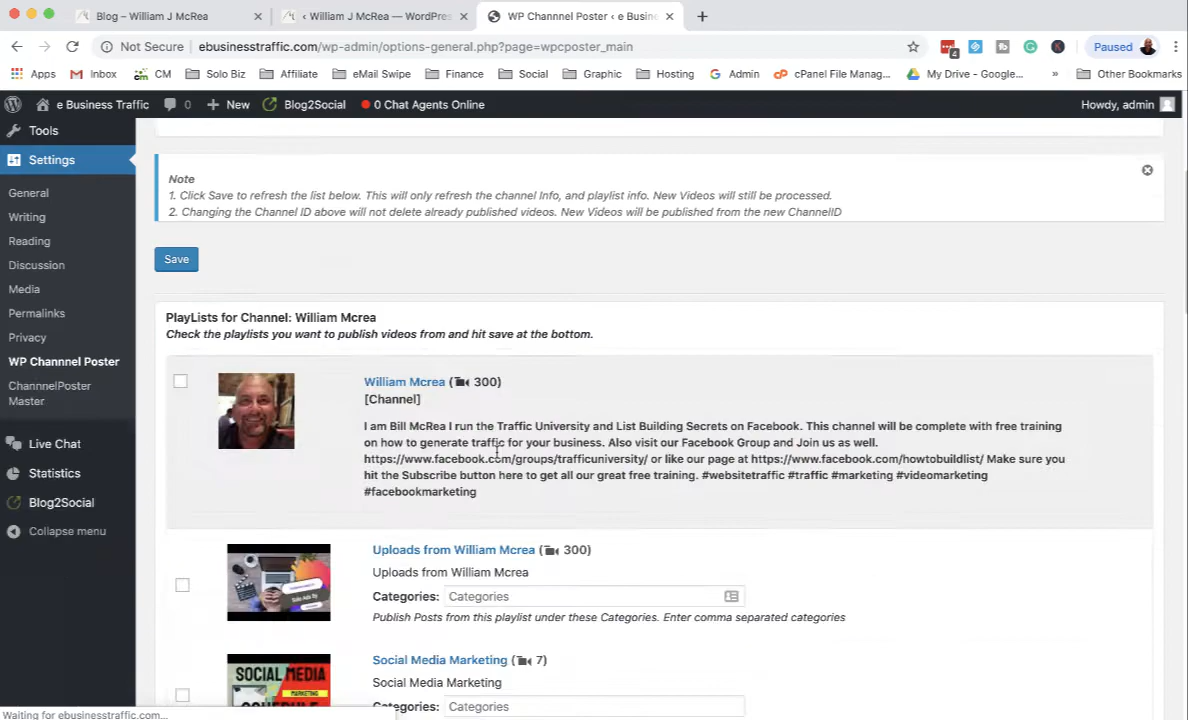 Blog – William J McRea
‹ William J McRea — WordPres
WP Channnel Poster ‹ e Busine
Not Secure | ebusinesstraffic.com/wp-admin/options-general.php?page=wpcposter_main
4
Paused
Apps
Inbox
CM
Solo Biz
Affiliate
eMail Swipe
Finance
Social
Graphic
Hosting
Admin
cPanel File Manag...
My Drive - Google...
»
Other Bookmarks
e Business Traffic
0
New
Blog2Social
0 Chat Agents Online
Howdy, admin
Tools
Settings
General
Writing
Reading
Discussion
Media
Permalinks
Privacy
WP Channnel Poster
ChannnelPoster
Master
Live Chat
Statistics
Blog2Social
Collapse menu
Note
1. Click Save to refresh the list below. This will only refresh the channel Info, and playlist info. New Videos will still be processed.
2. Changing the Channel ID above will not delete already published videos. New Videos will be published from the new ChannelID
Save
PlayLists for Channel: William Mcrea
Check the playlists you want to publish videos from and hit save at the bottom.
William Mcrea (300)
[Channel]
I am Bill McRea I run the Traffic University and List Building Secrets on Facebook. This channel will be complete with free training
on how to generate traffic for your business. Also visit our Facebook Group and Join us as well.
https://www.facebook.com/groups/trafficuniversity/ or like our page at https://www.facebook.com/howtobuildlist/ Make sure you
hit the Subscribe button here to get all our great free training. #websitetraffic #traffic #marketing #videomarketing
#facebookmarketing
Uploads from William Mcrea (300)
Uploads from William Mcrea
Categories: Categories
Publish Posts from this playlist under these Categories. Enter comma separated categories
SOCIAL MEDIA
MARKETING
Social Media Marketing (7)
Social Media Marketing
Categories: Categories
Waiting for ebusinesstraffic.com...